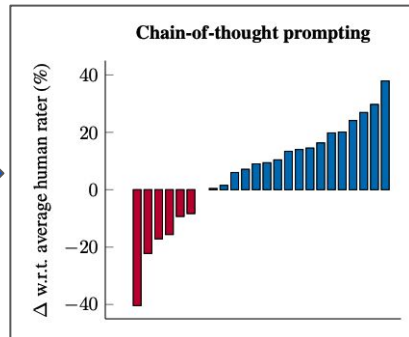 Chain-of-thought prompting
40
20
0
−20
−40
Δ w.r.t. average human rater (%)